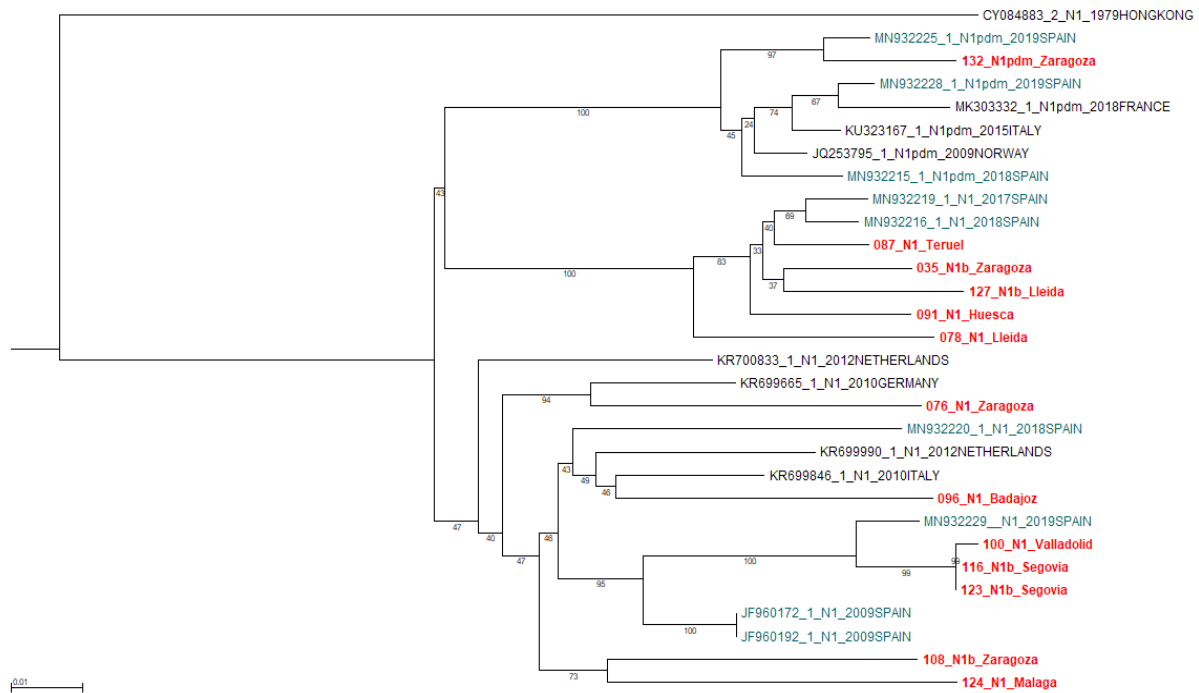 CY084883_2_N1_1979HONGKONG
MN932225_1_N1pdm_2019SPAIN
97
132_N1pdm_Zaragoza
MN932228_1_N1pdm_2019SPAIN
67
MK303332_1_N1pdm_2018FRANCE
100
74
24
KU323167_1_N1pdm_2015ITALY
45
JQ253795_1_N1pdm_2009NORWAY
MN932215_1_N1pdm_2018SPAIN
43
MN932219_1_N1_2017SPAIN
69
MN932216_1_N1_2018SPAIN
40
087_N1_Teruel
33
83
035_N1b_Zaragoza
100
37
127_N1b_Lleida
091_N1_Huesca
078_N1_Lleida
KR700833_1_N1_2012NETHERLANDS
KR699665_1_N1_2010GERMANY
94
076_N1_Zaragoza
MN932220_1_N1_2018SPAIN
KR699990_1_N1_2012NETHERLANDS
43
49
KR699846_1_N1_2010ITALY
46
096_N1_Badajoz
47
MN932229__N1_2019SPAIN
40
46
100_N1_Valladolid
47
100
99
116_N1b_Segovia
99
95
123_N1b_Segovia
JF960172_1_N1_2009SPAIN
100
JF960192_1_N1_2009SPAIN
108_N1b_Zaragoza
73
124_N1_Malaga
0.01